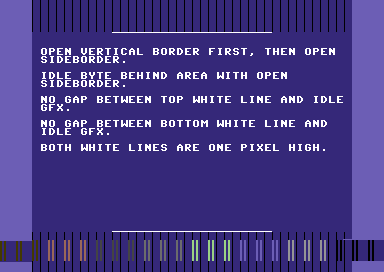 OPEN VERTICAL BORDER FIRST, THEN OPEN
SIDEBORDER.
IDLE BYTE BEHIND AREA WITH OPEN
SIDEBORDER.
NO GAP BETWEEN TOP WHITE LINE AND IDLE
GFX.
NO GAP BETWEEN BOTTOM WHITE LINE AND
IDLE GFX.
BOTH WHITE LINES ARE ONE PIXEL HIGH.